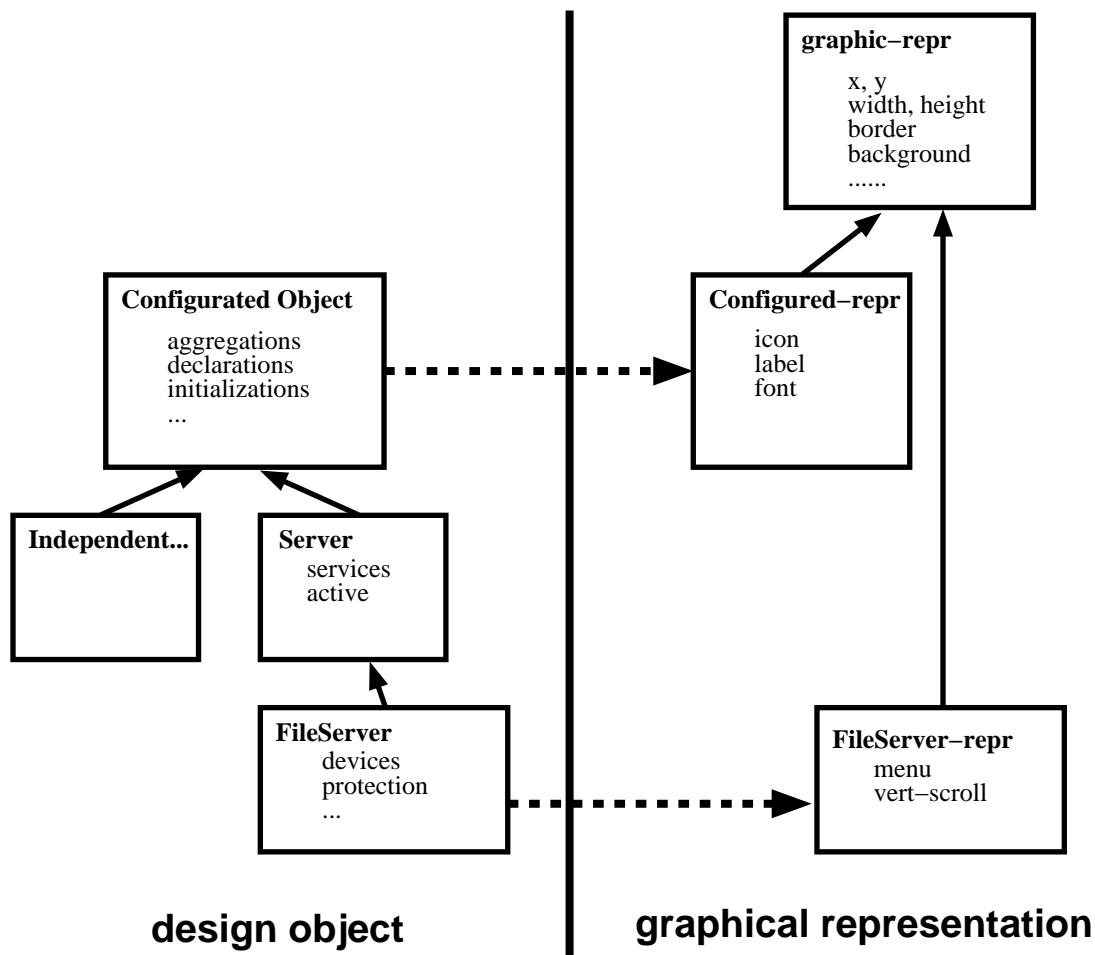 graphic−repr
x, y
width, height
border
background
......
Configurated Object
aggregations
declarations
initializations
...
Configured−repr
icon
label
font
Independent...
Server
services
active
FileServer
devices
protection
...
FileServer−repr
menu
vert−scroll
design object
graphical representation